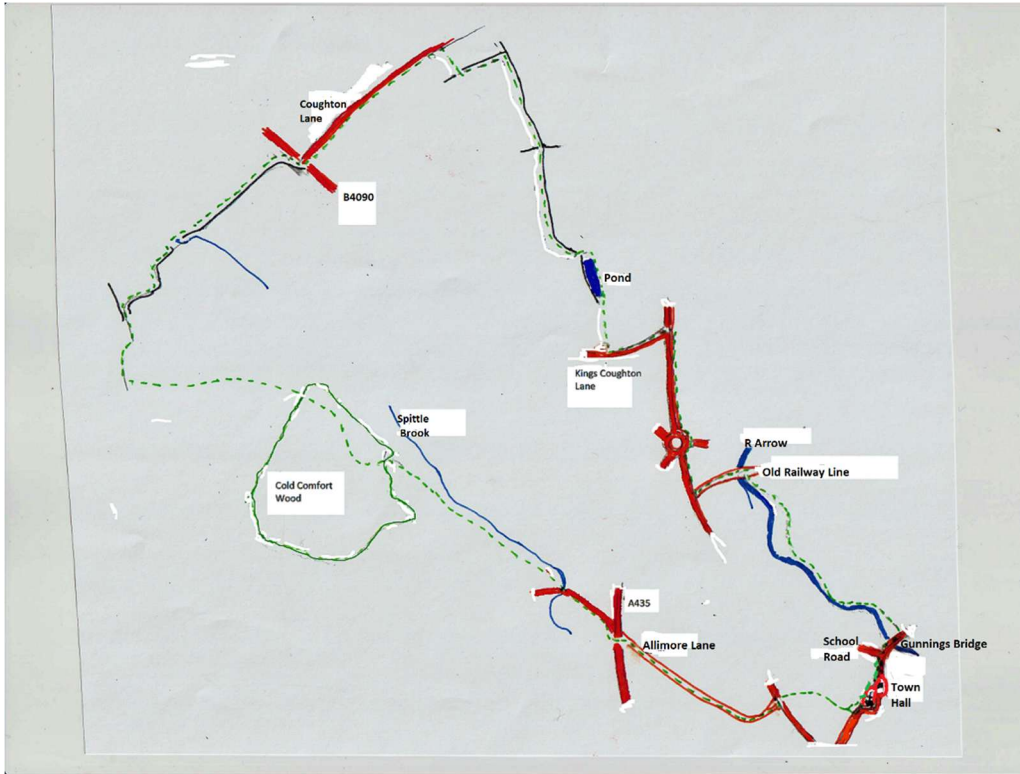 Coughton
Lane
B4090
Pond
Kings Coughton
Lane
Spittle
Brook
R Arrow
Old Railway Line
Cold Comfort
Wood
A435
Allimore Lane
School
Road
Gunnings Bridge
Town
Hall